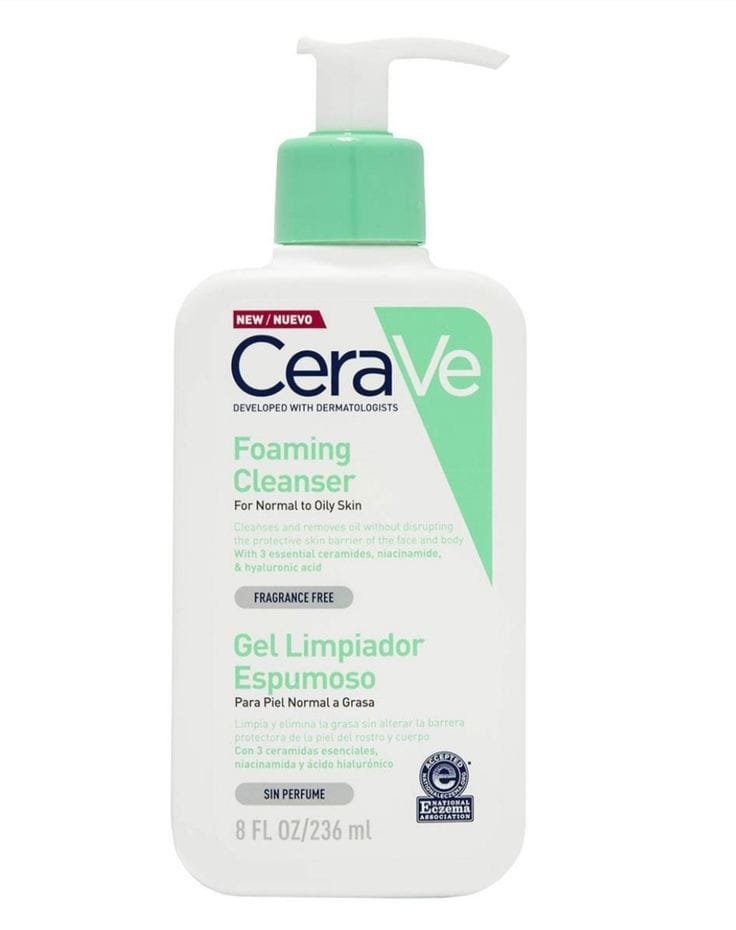 NEW / NUEVO
CeraVe
DEVELOPED WITH DERMATOLOGISTS
Foaming
Cleanser
For Normal to Oily Skin
Cleanses and removes oil without disrupting
the protective skin barrier of the face and body
With 3 essential ceramides, niacinamide,
& hyaluronic acid
FRAGRANCE FREE
Gel Limpiador
Espumoso
Para Piel Normal a Grasa
Limpia y elimina la grasa sin alterar la barrera
protectora de la piel del rostro y cuerpo
Con 3 ceramidas esenciales,
niacinamida y ácido hialurónico
SIN PERFUME
8 FL OZ/236 ml
ACCEPTED
e
NATIONALECZEMA.ORG
NATIONAL
Eczema
ASSOCIATION